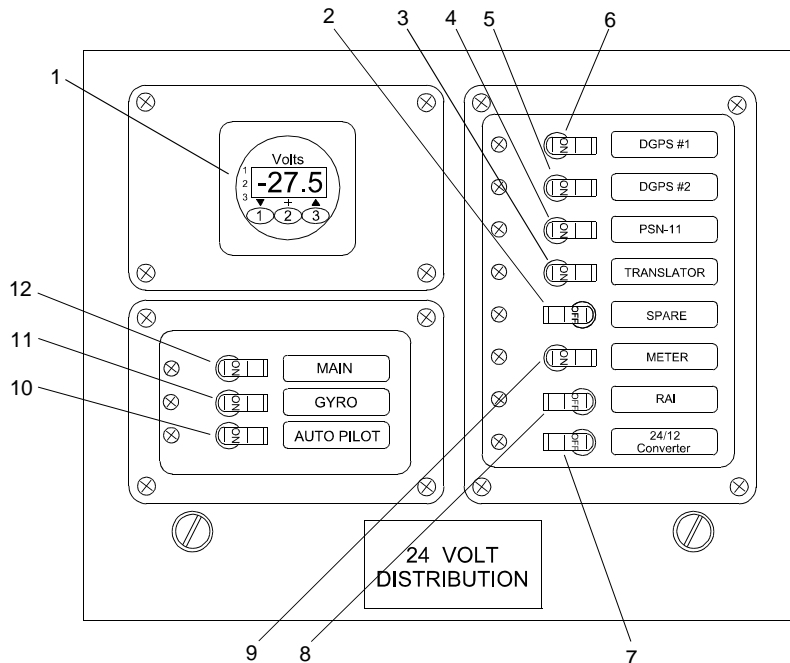 2
3
4
5
6
1
Volts
1
2
3
-27.5
▼ + ▲
1 2 3
ON DGPS #1
ON DGPS #2
ON PSN-11
ON TRANSLATOR
OFF SPARE
ON METER
OFF RAI
OFF 24/12
Converter
12
11
10
ON MAIN
ON GYRO
ON AUTO PILOT
24 VOLT
DISTRIBUTION
9
8
7